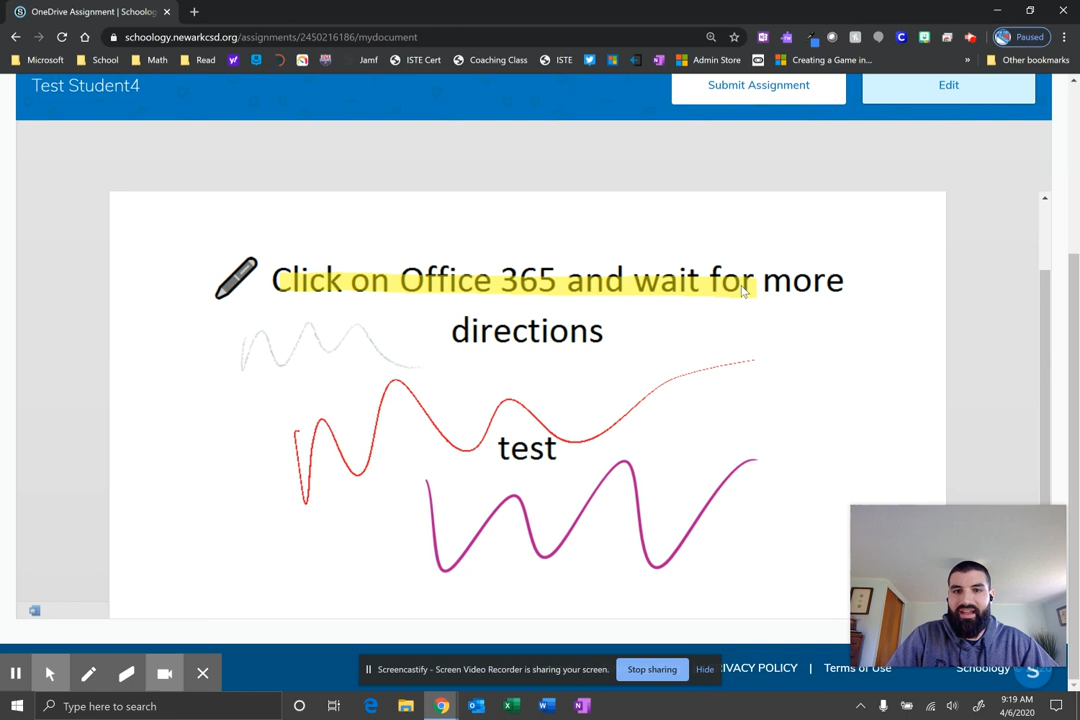 OneDrive Assignment | Schoolog
schoology.newarkcsd.org/assignments/2450216186/mydocument
Paused
Microsoft School Math Read Jamf ISTE Cert Coaching Class ISTE Admin Store Creating a Game in... » Other bookmarks
Test Student4
Submit Assignment
Edit
Click on Office 365 and wait for more
directions
test
Screencastify - Screen Video Recorder is sharing your screen.
Stop sharing
Hide
IVACY POLICY | Terms of Use
Schoology
Type here to search
9:19 AM
4/6/2020